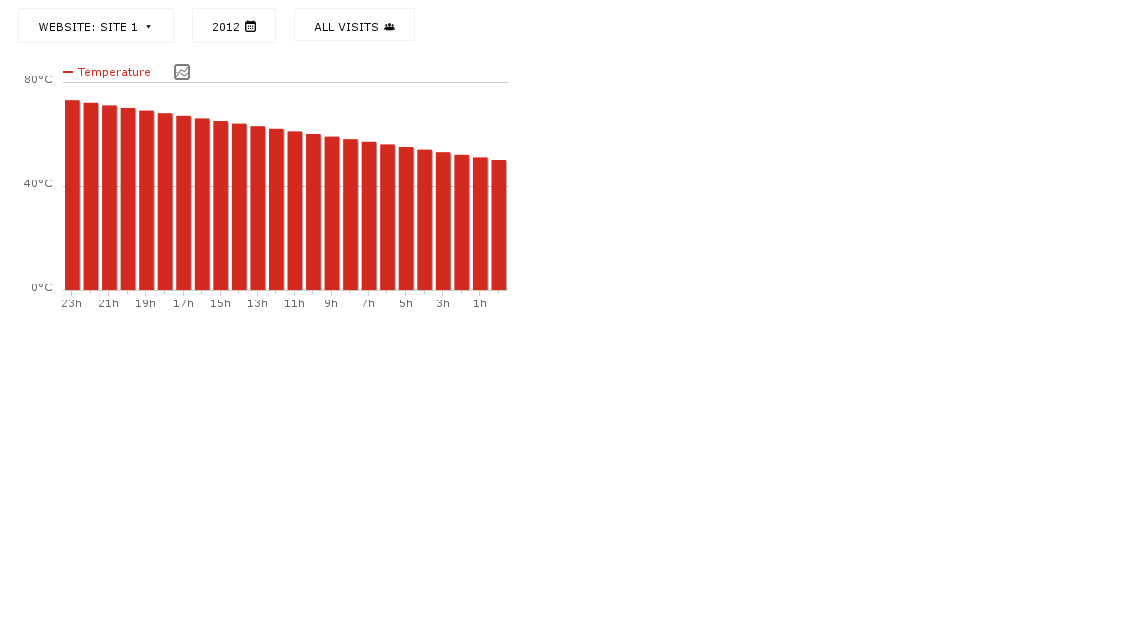 WEBSITE: SITE 1 2012 ALL VISITS
Temperature
80°C
40°C
0°C
23h 21h 19h 17h 15h 13h 11h 9h 7h 5h 3h 1h